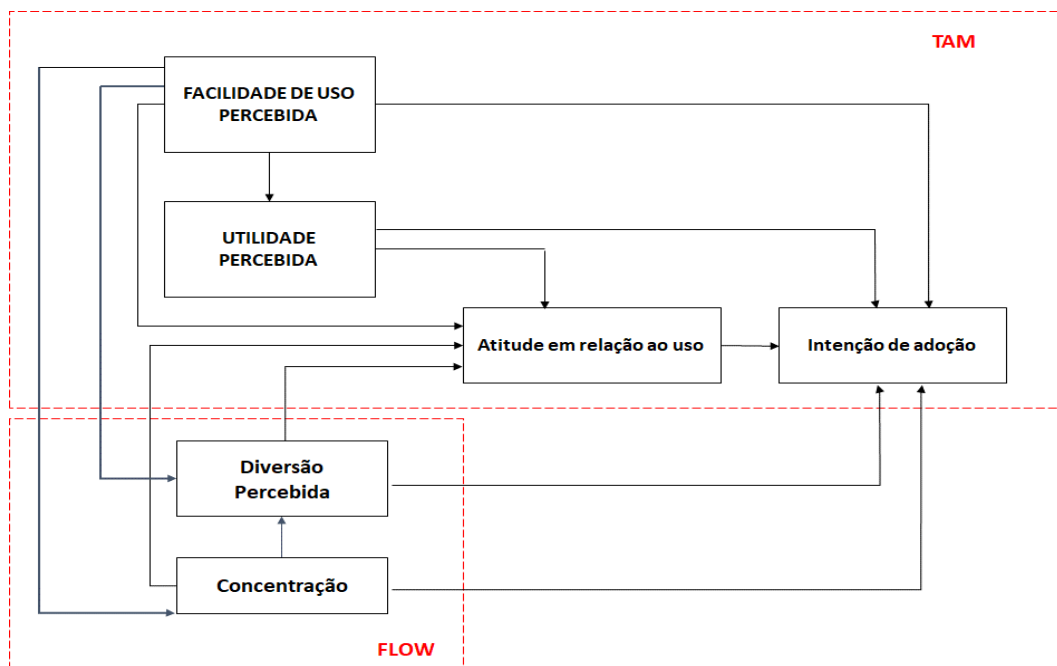 TAM
FACILIDADE DE USO
PERCEBIDA
UTILIDADE
PERCEBIDA
Atitude em relação ao uso
Intenção de adoção
Diversão
Percebida
Concentração
FLOW